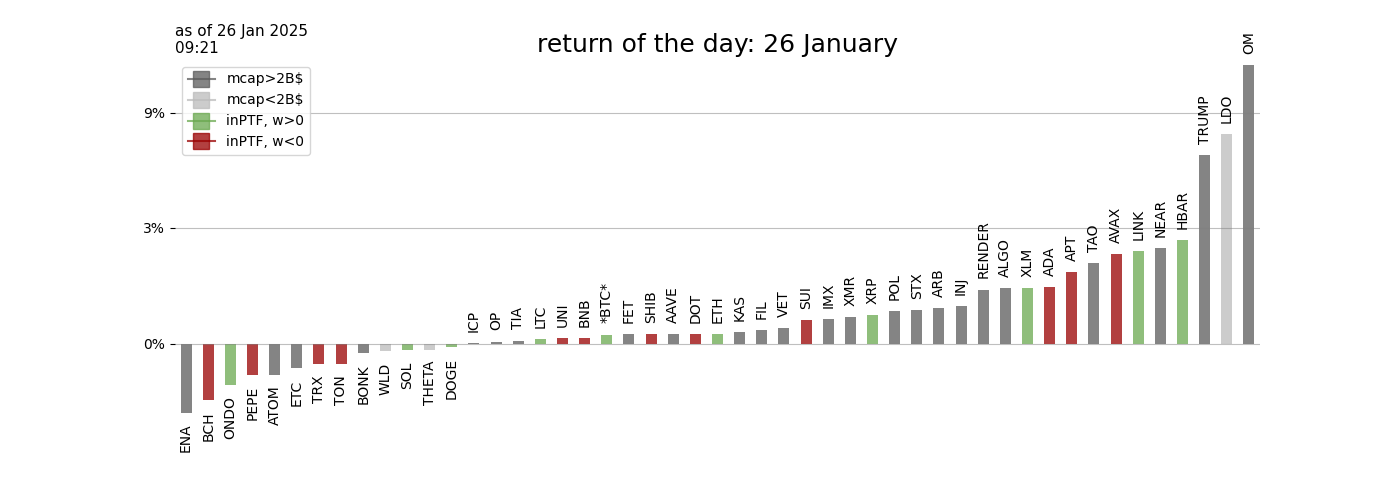 as of 26 Jan 2025
09:21
return of the day: 26 January
mcap>2B$
mcap<2B$
inPTF, w>0
inPTF, w<0
9%
3%
0%
ENA
BCH
ONDO
PEPE
ATOM
ETC
TRX
TON
BONK
WLD
SOL
THETA
DOGE
ICP
OP
TIA
LTC
UNI
BNB
*BTC*
FET
SHIB
AAVE
DOT
ETH
KAS
FIL
VET
SUI
IMX
XMR
XRP
POL
STX
ARB
INJ
RENDER
ALGO
XLM
ADA
APT
TAO
AVAX
LINK
NEAR
HBAR
TRUMP
LDO
OM